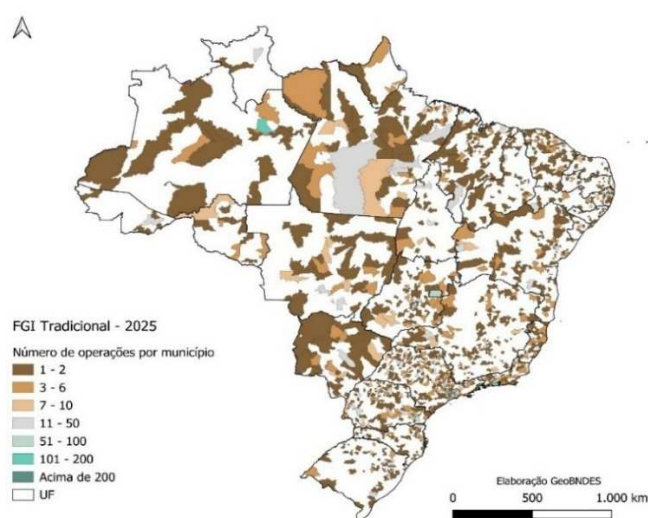 FGI Tradicional - 2025
Número de operações por município
1 - 2
3 - 6
7 - 10
11 - 50
51 - 100
101 - 200
Acima de 200
UF
Elaboração GeoBNDES
0 500 1.000 km